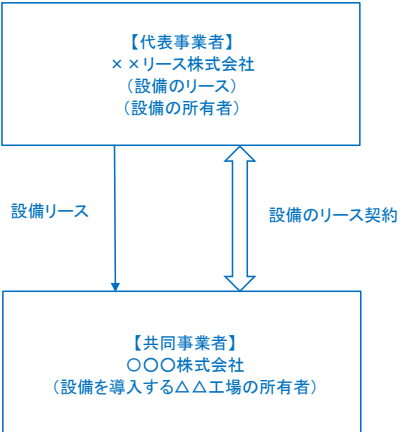 【代表事業者】
××リース株式会社
（設備のリース）
（設備の所有者）
設備リース
設備のリース契約
【共同事業者】
〇〇〇株式会社
（設備を導入する△△工場の所有者）